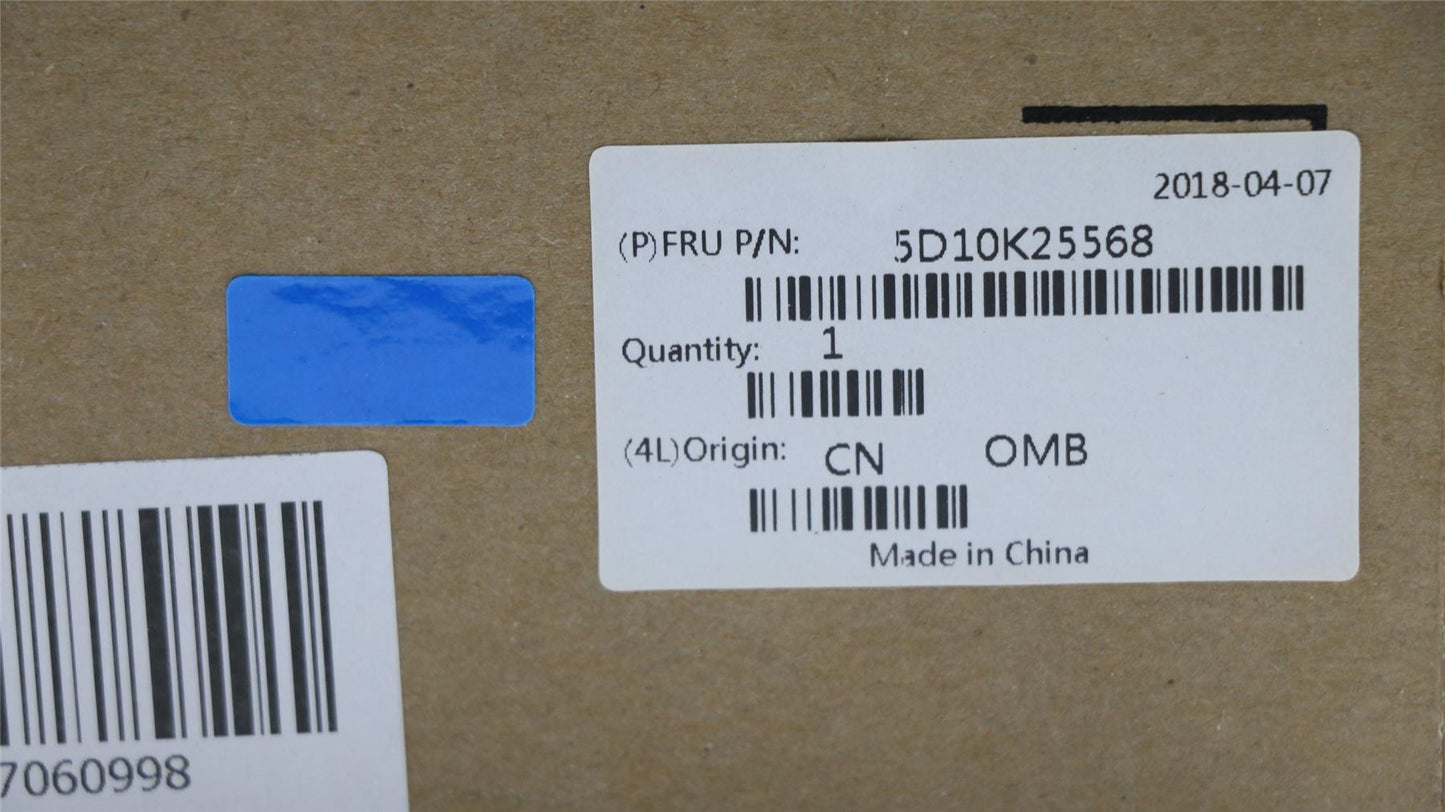 2018-04-07
(P)FRU P/N: 5D10K25568
Quantity: 1
(4L)Origin: CN OMB
Made in China
7060998